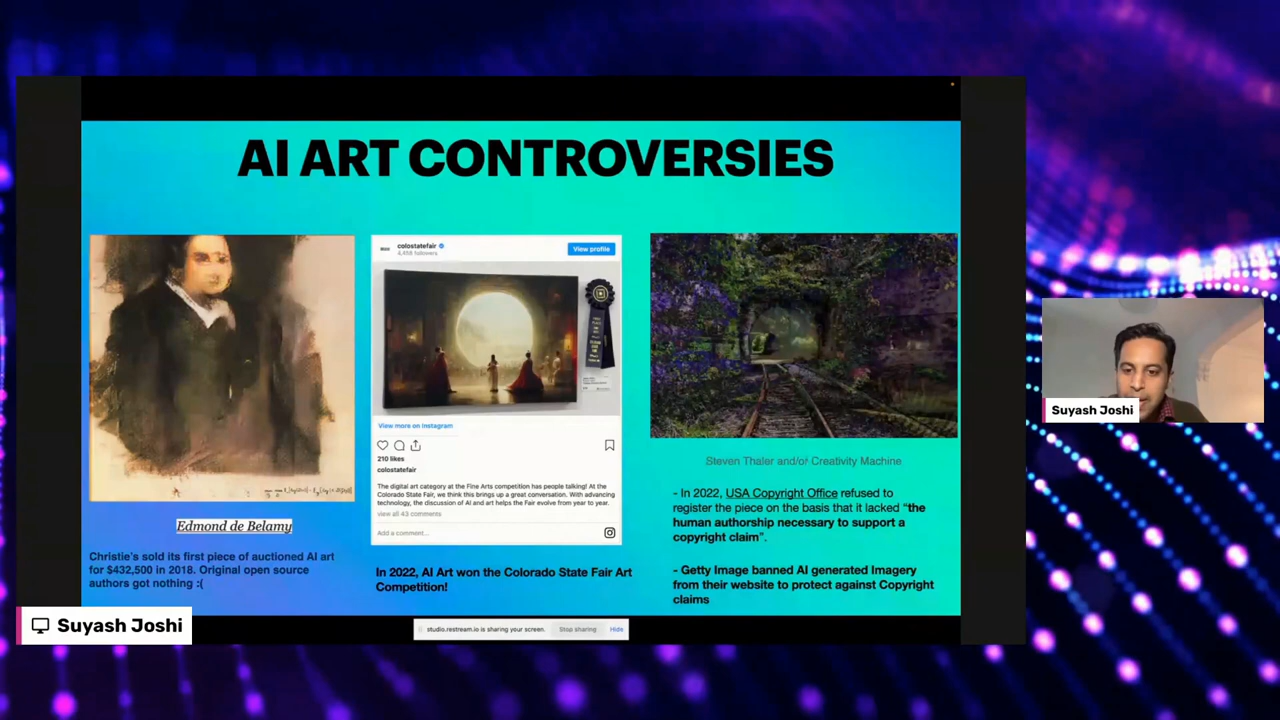 AI ART CONTROVERSIES
Edmond de Belamy
Christie's sold its first piece of auctioned AI art
for $432,500 in 2018. Original open source
authors got nothing :(
colostatefair
4,458 followers
View profile
View more on Instagram
210 likes
colostatefair
The digital art category at the Fine Arts competition has people talking! At the
Colorado State Fair, we think this brings up a great conversation. With advancing
technology, the discussion of AI and art helps the Fair evolve from year to year.
view all 43 comments
Add a comment...
In 2022, AI Art won the Colorado State Fair Art
Competition!
Steven Thaler and/or Creativity Machine
- In 2022, USA Copyright Office refused to
register the piece on the basis that it lacked "the
human authorship necessary to support a
copyright claim".
- Getty Image banned AI generated Imagery
from their website to protect against Copyright
claims
Suyash Joshi
Suyash Joshi
studio.restream.io is sharing your screen.
Stop sharing
Hide